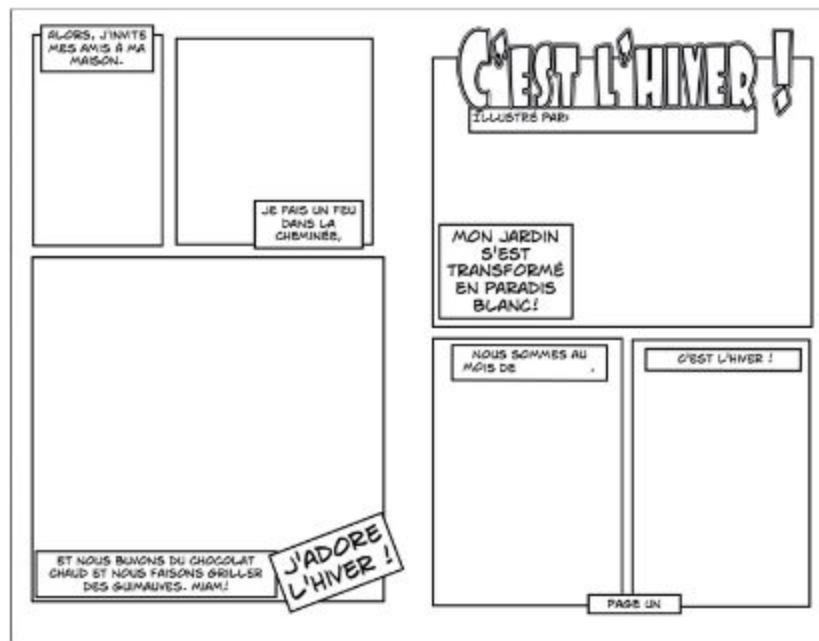 ALORS, J'INVITE
MES AMIS À MA
MAISON.
JE FAIS UN FEU
DANS LA
CHEMINÉE,
ET NOUS BUVONS DU CHOCOLAT
CHAUD ET NOUS FAISONS GRILLER
DES GUIMAUVES. MIAM!
J'ADORE
L'HIVER !
C'EST L'HIVER !
ILLUSTRÉ PAR:
MON JARDIN
S'EST
TRANSFORMÉ
EN PARADIS
BLANC!
NOUS SOMMES AU
MOIS DE .
C'EST L'HIVER !
PAGE UN